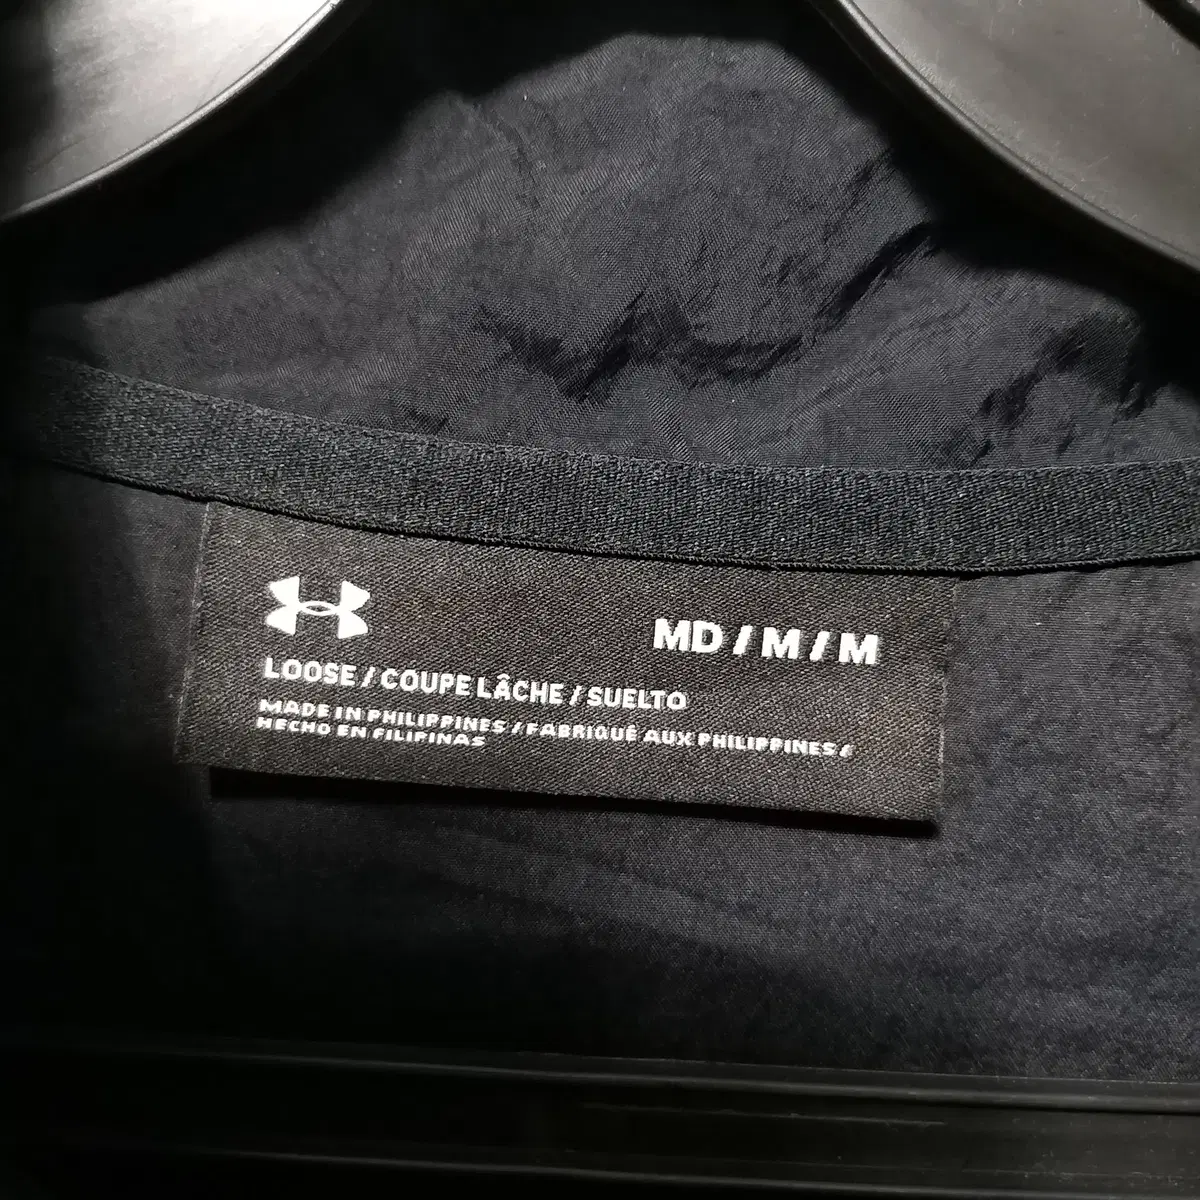 MD / M / M
LOOSE / COUPE LÂCHE / SUELTO
MADE IN PHILIPPINES / FABRIQUÉ AUX PHILIPPINES /
HECHO EN FILIPINAS